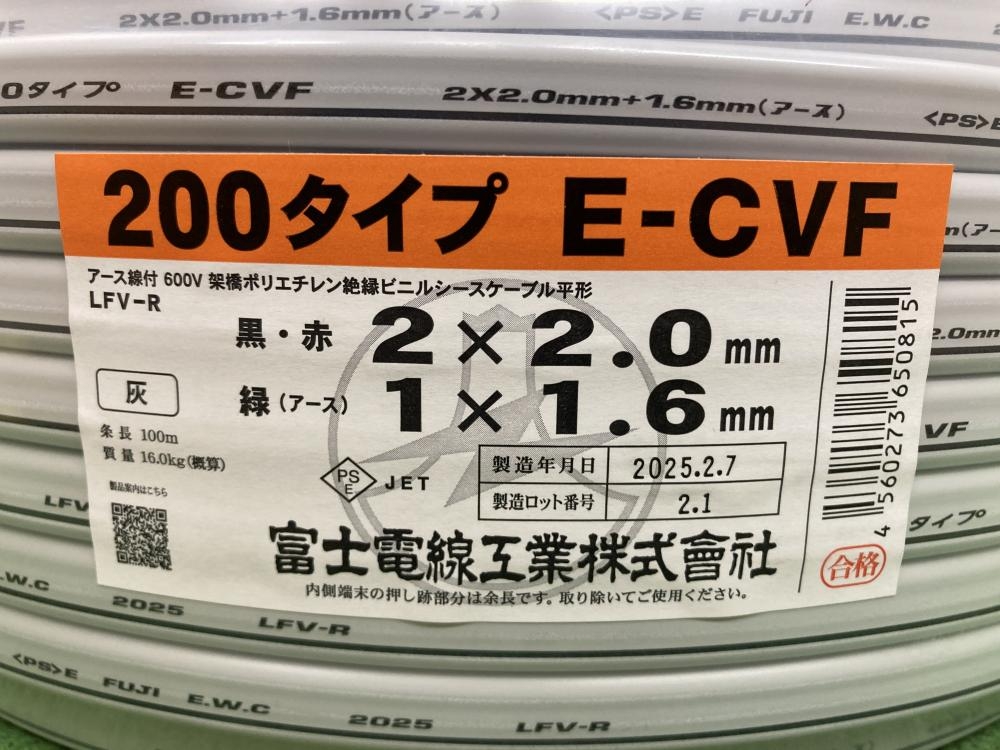 2X2.0mm+1.6mm(アース) <PS>E FUJI E.W.C
0タイプ° E-CVF 2X2.0mm+1.6mm(アース) <PS>E
200タイプ E-CVF
アース線付 600V 架橋ポリエチレン絶縁ビニルシースケーブル平形
LFV-R
黒・赤 2×2.0mm
緑(アース) 1×1.6mm
灰
条長 100m
質量 16.0kg(概算)
製品案内はこちら
PS
E
JET
製造年月日 2025.2.7
製造ロット番号 2.1
富士電線工業株式會社
内側端末の押し跡部分は余長です。取り除いてご使用ください。
4 560273 650815
合格
m(アー
2.0mm
VF
タイプ°
LFV
.W.C 2025 LFV-R
<PS>E FUJI E.W.C 2025 LFV-R